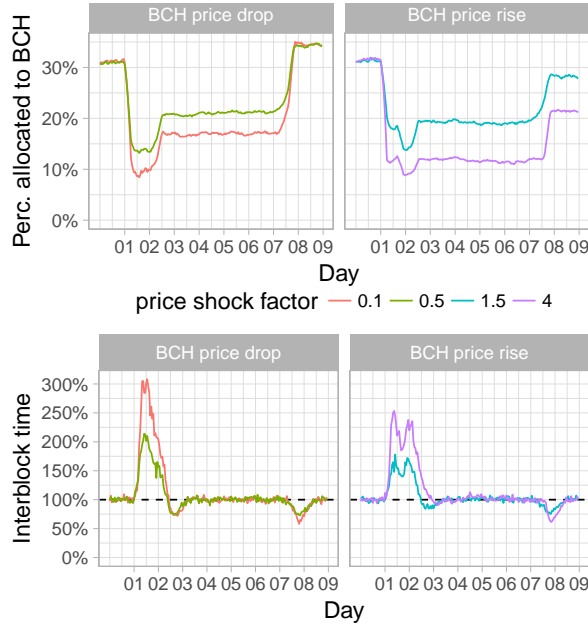 BCH price drop BCH price rise
Perc. allocated to BCH
30%
20%
10%
0%
01 02 03 04 05 06 07 08 09 01 02 03 04 05 06 07 08 09
Day
price shock factor 0.1 0.5 1.5 4
BCH price drop BCH price rise
Interblock time
300%
250%
200%
150%
100%
50%
0%
01 02 03 04 05 06 07 08 09 01 02 03 04 05 06 07 08 09
Day